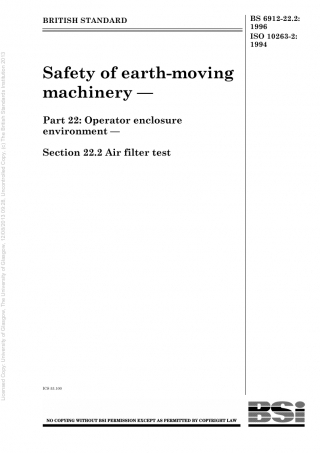 BRITISH STANDARD
BS 6912-22.2:
1996
ISO 10263-2:
1994
Safety of earth-moving
machinery —
Part 22: Operator enclosure
environment —
Section 22.2 Air filter test
NO COPYING WITHOUT BSI PERMISSION EXCEPT AS PERMITTED BY COPYRIGHT LAW
BSi